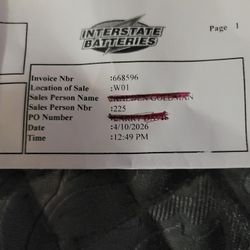 INTERSTATE
BATTERIES
Page 1
Invoice Nbr :668596
Location of Sale :W01
Sales Person Name
Sales Person Nbr :225
PO Number
Date :4/10/2026
Time :12:49 PM